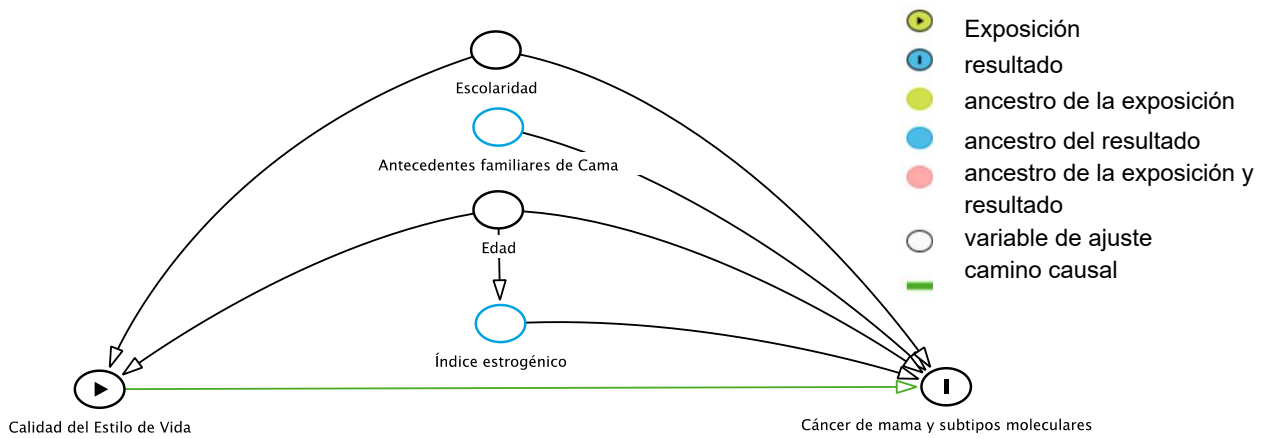 Escolaridad
Antecedentes familiares de Cama
Edad
Índice estrogénico
Calidad del Estilo de Vida
Cáncer de mama y subtipos moleculares
Exposición
resultado
ancestro de la exposición
ancestro del resultado
ancestro de la exposición y
resultado
variable de ajuste
camino causal